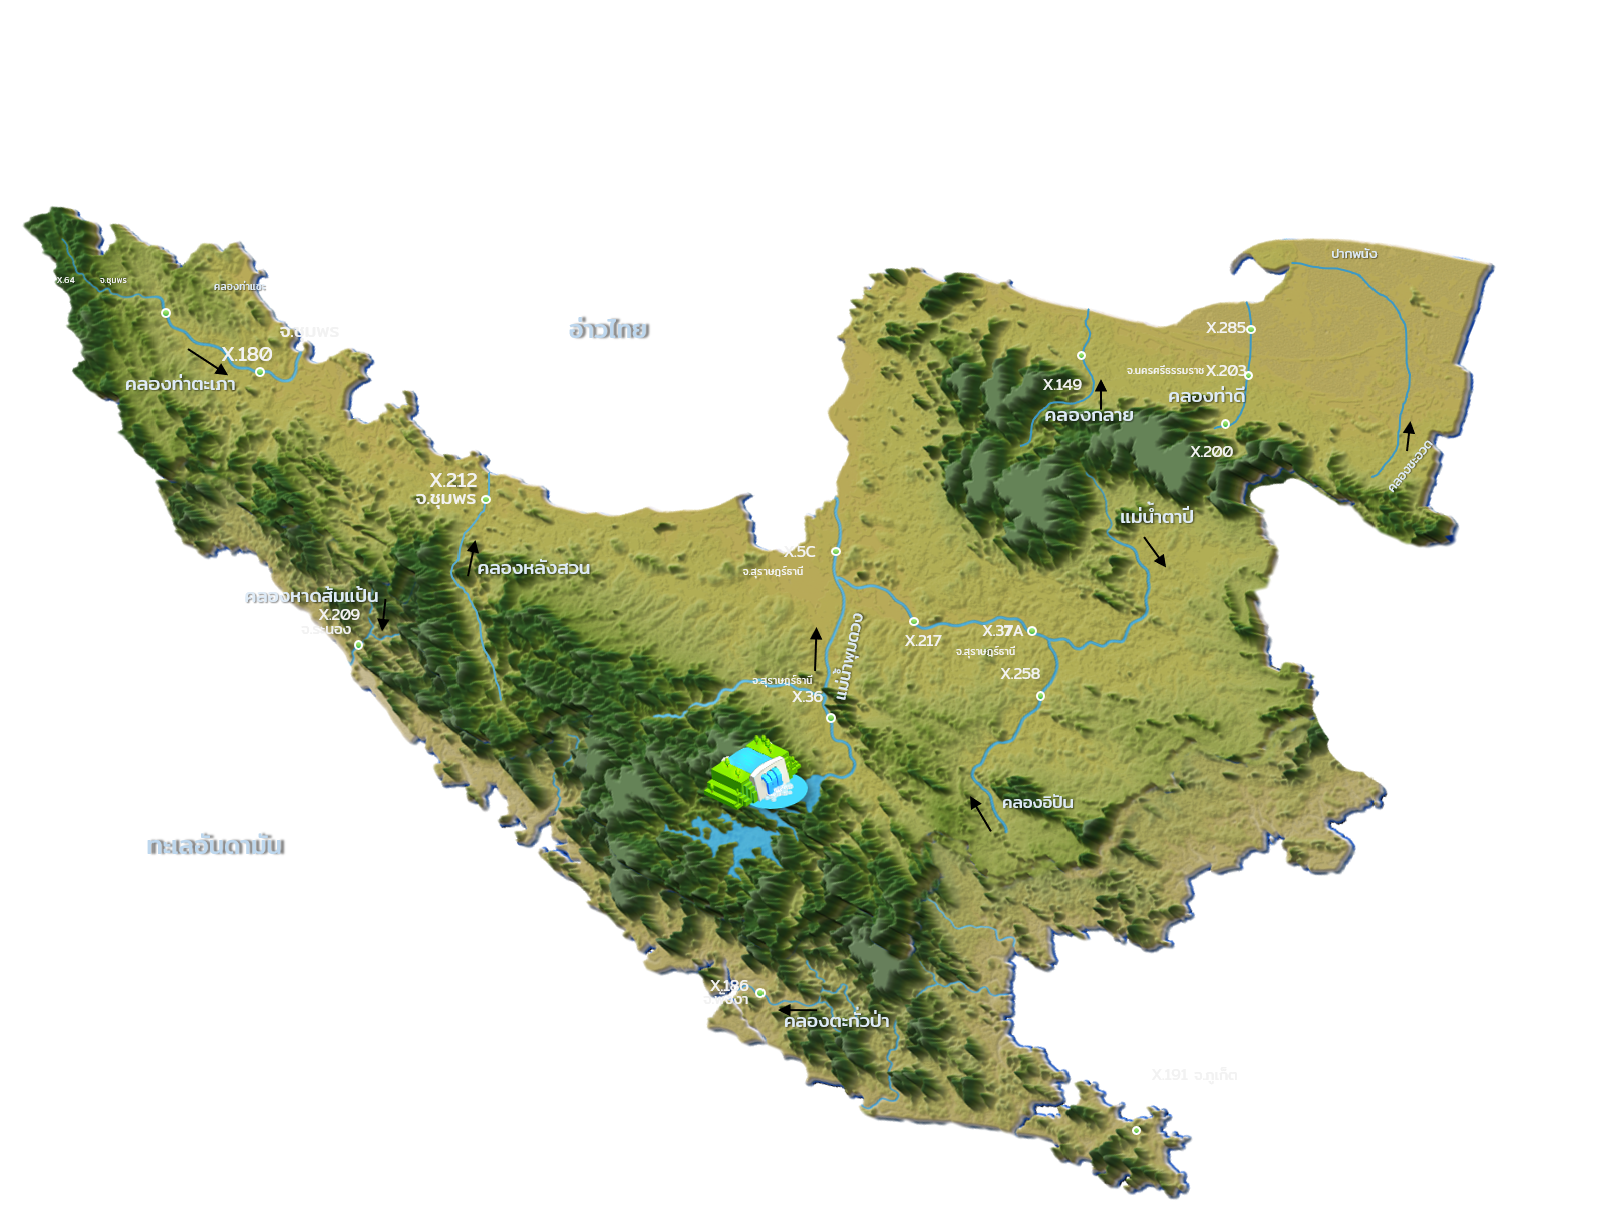 ปากพนัง
X.64
จ.ชุมพร
คลองท่าแซะ
จ.ชุมพร
อ่าวไทย
X.285
X.180
จ.นครศรีธรรมราช
X.203
คลองท่าตะเภา
X.149
คลองท่าดี
คลองกลาย
X.200
คลองชะอวด
X.212
จ.ชุมพร
แม่น้ำตาปี
X.5C
จ.สุราษฎร์ธานี
คลองหลังสวน
คลองหาดส้มแป้น
X.209
จ.ระนอง
X.217
X.37A
จ.สุราษฎร์ธานี
แม่น้ำพุมดวง
X.258
จ.สุราษฎร์ธานี
X.36
คลองอิปัน
ทะเลอันดามัน
X.186
จ.พังงา
คลองตะกั่วป่า
X.191 จ.ภูเก็ต